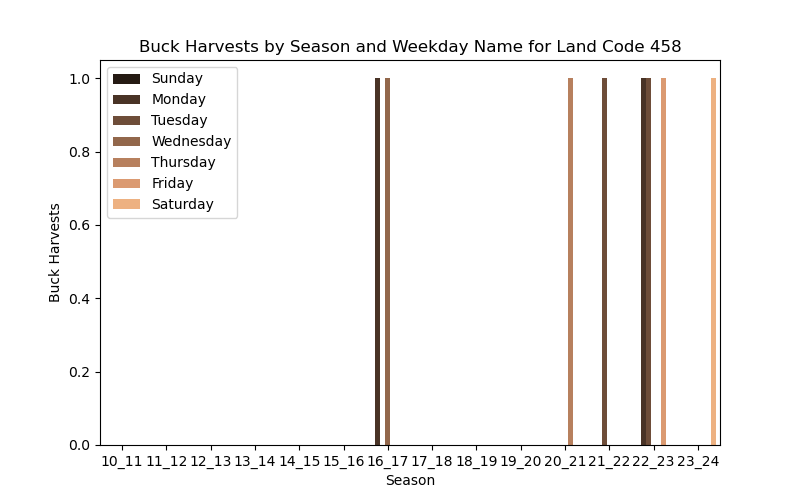 Buck Harvests by Season and Weekday Name for Land Code 458
1.0
0.8
0.6
0.4
0.2
0.0
Buck Harvests
Sunday
Monday
Tuesday
Wednesday
Thursday
Friday
Saturday
10_11 11_12 12_13 13_14 14_15 15_16 16_17 17_18 18_19 19_20 20_21 21_22 22_23 23_24
Season